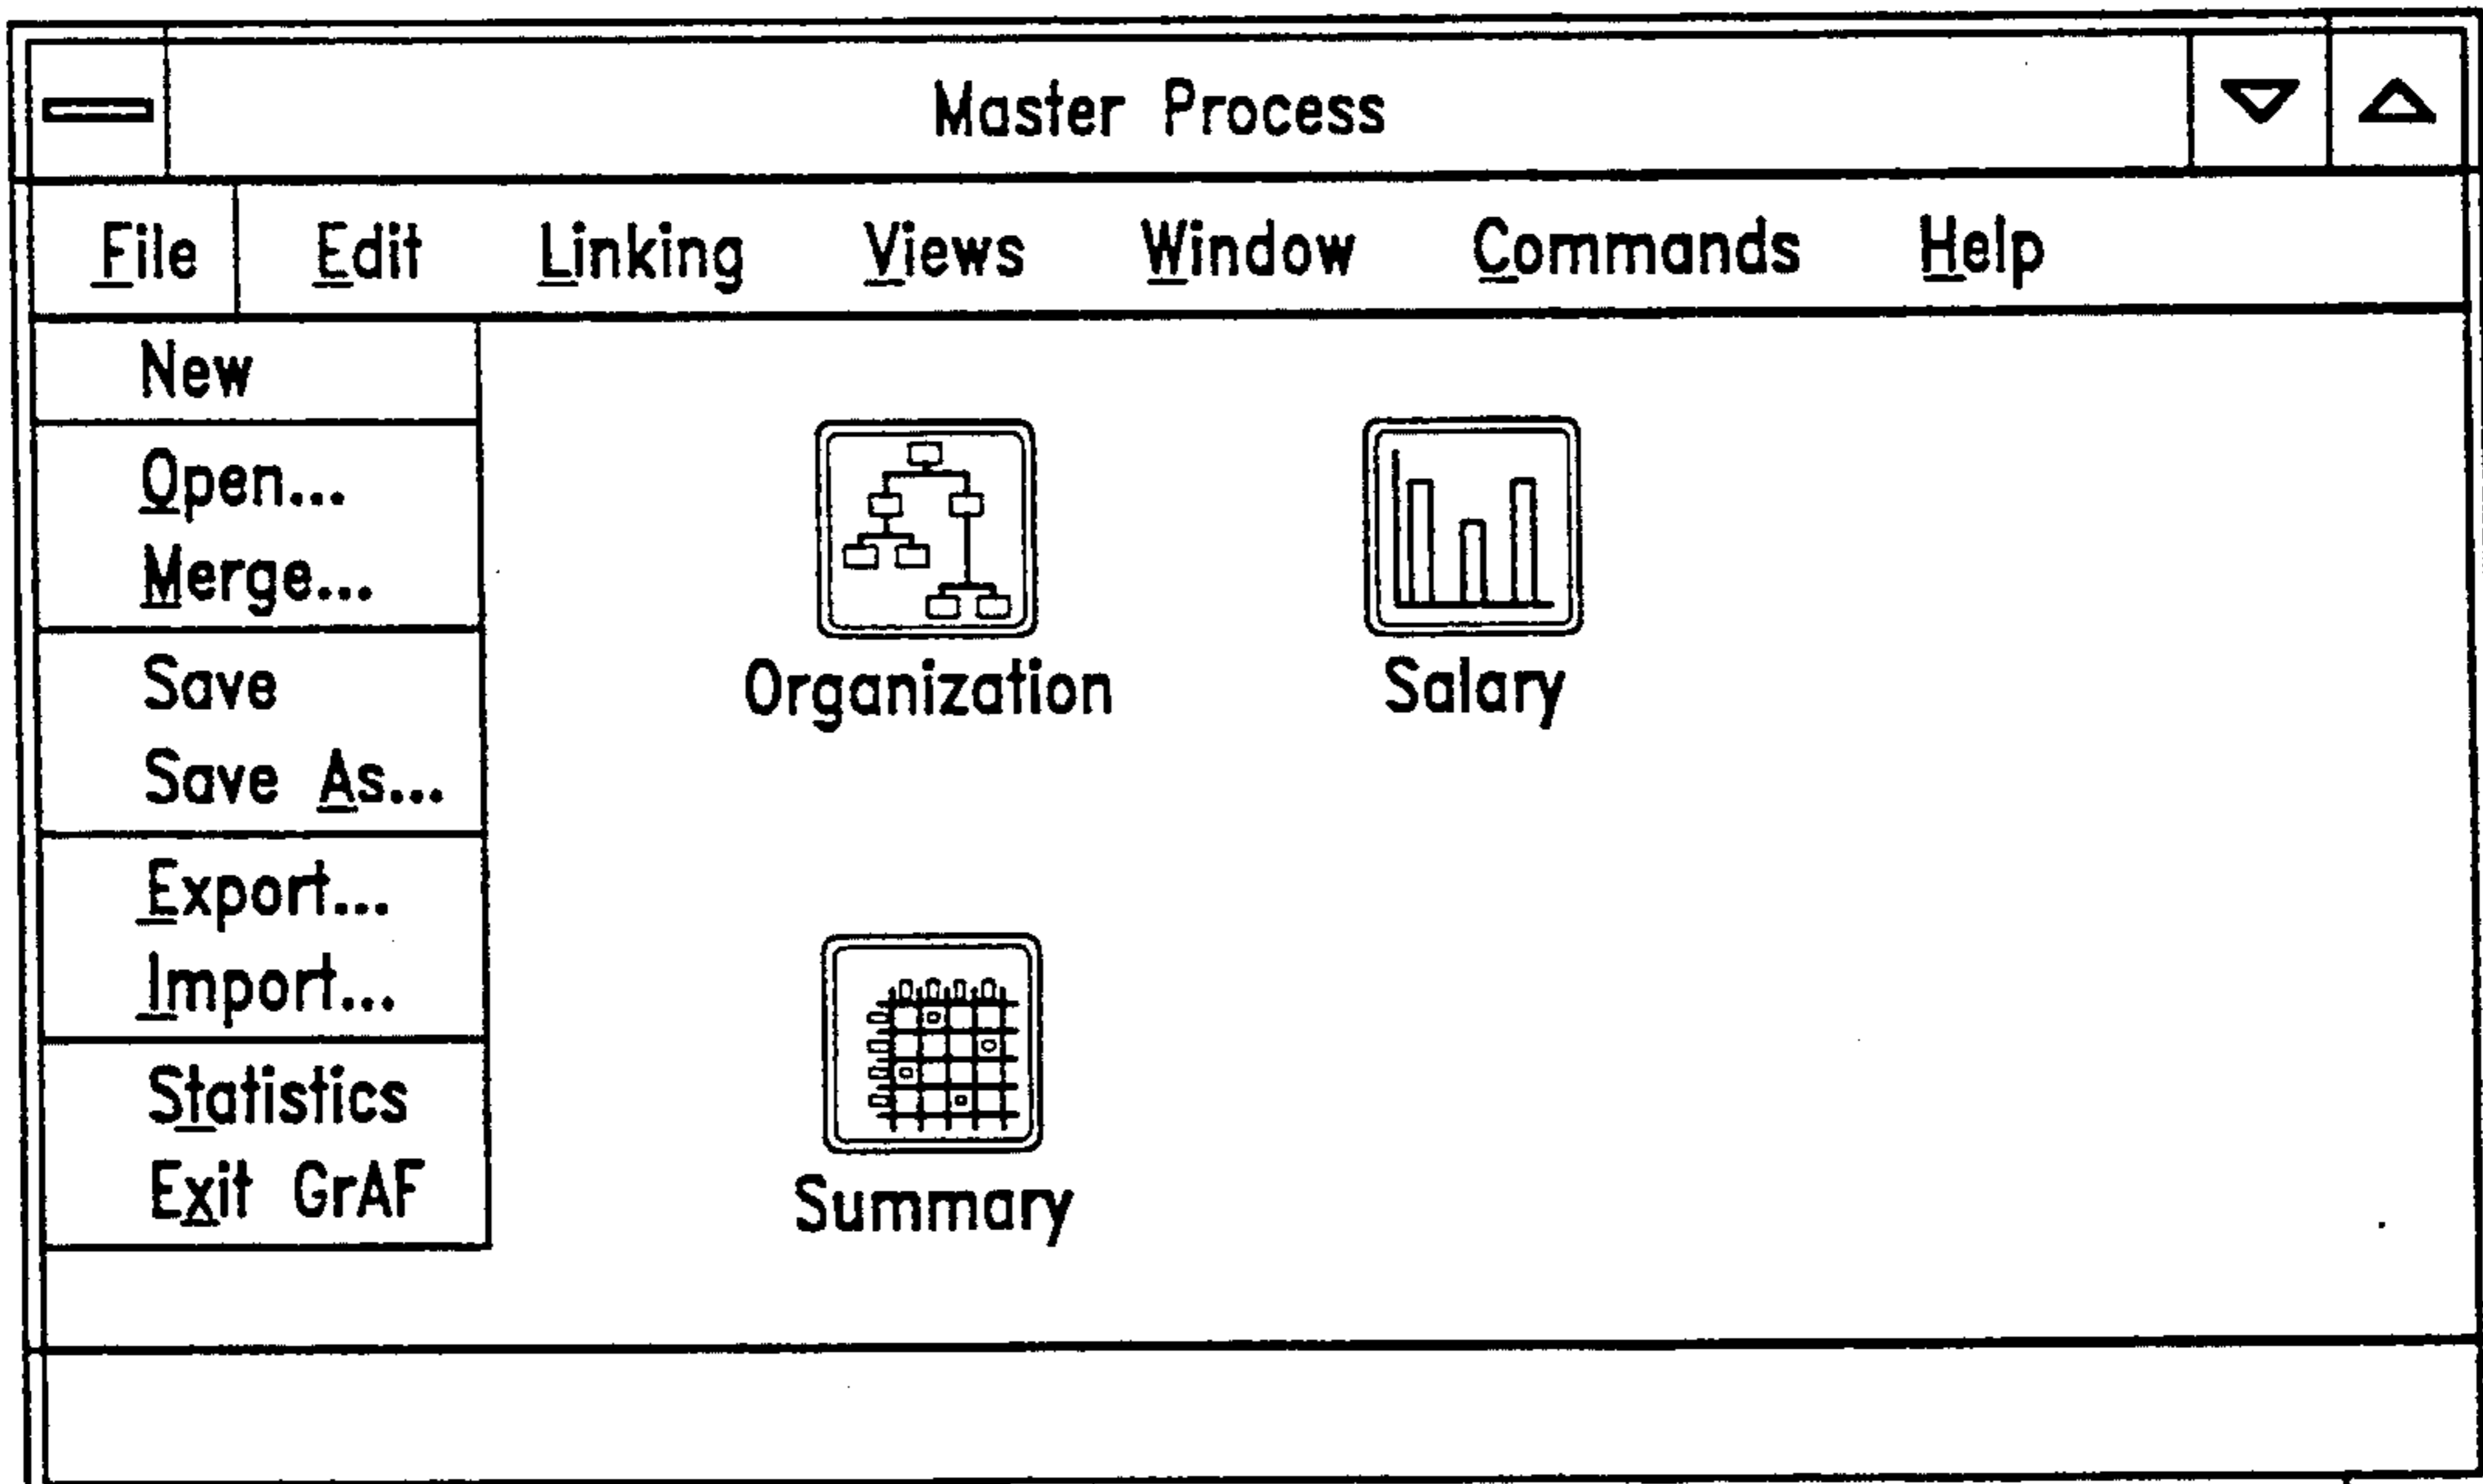 Master Process
File Edit Linking Views Window Commands Help
New
Open...
Merge...
Save
Save As...
Export...
Import...
Statistics
Exit GrAF
Organization
Salary
Summary